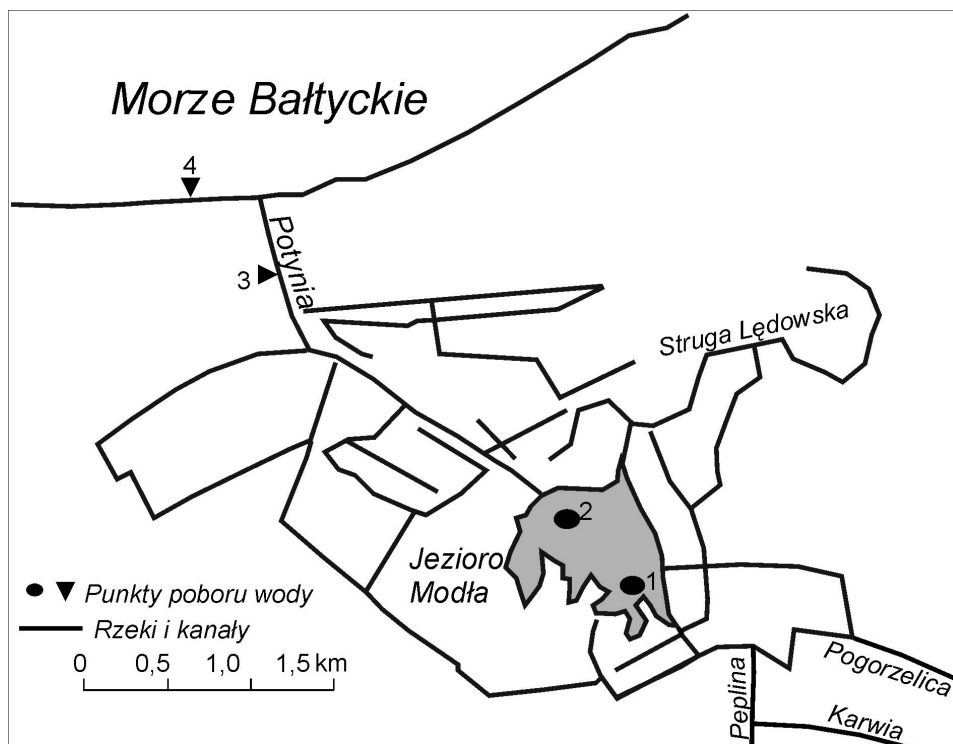 Morze Bałtyckie
4
Potynia
3
Struga Lędowska
2
Jezioro
Modła
1
Punkty poboru wody
Rzeki i kanały
0 0,5 1,0 1,5 km
Pogorzelica
Peplina
Karwia